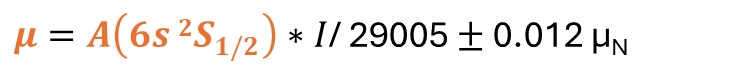 μ = A(6s ²S₁/₂) * I/ 29005 ± 0.012 μN